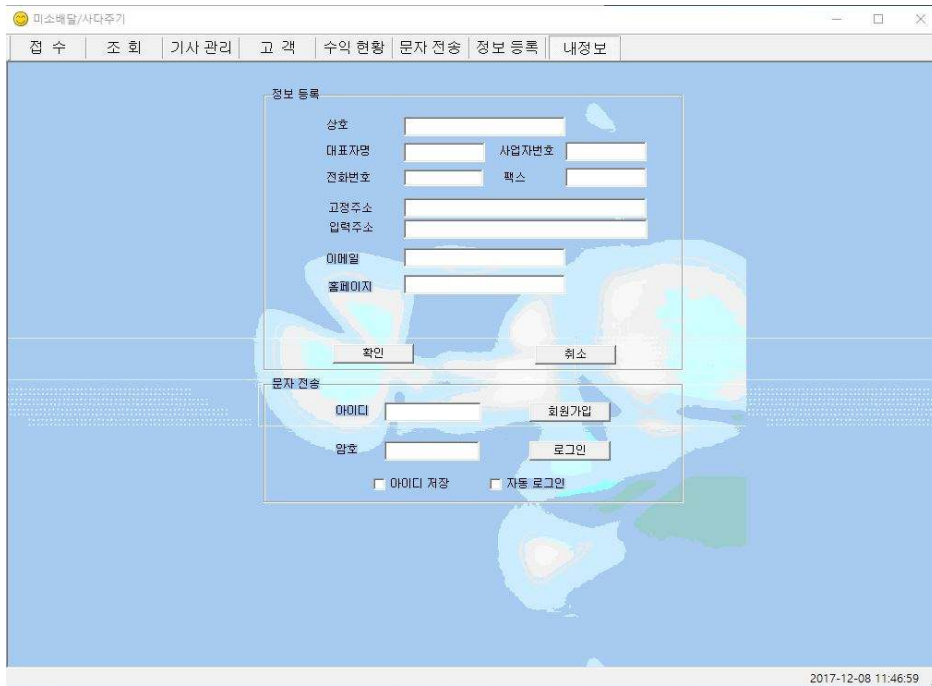 미소배달/사다주기
접 수 조 회 기사 관리 고 객 수익 현황 문자 전송 정보 등록 내정보
정보 등록
상호
대표자명 사업자번호
전화번호 팩스
고정주소
입력주소
이메일
홈페이지
확인 취소
문자 전송
아이디 회원가입
암호 로그인
아이디 저장 자동 로그인
2017-12-08 11:46:59